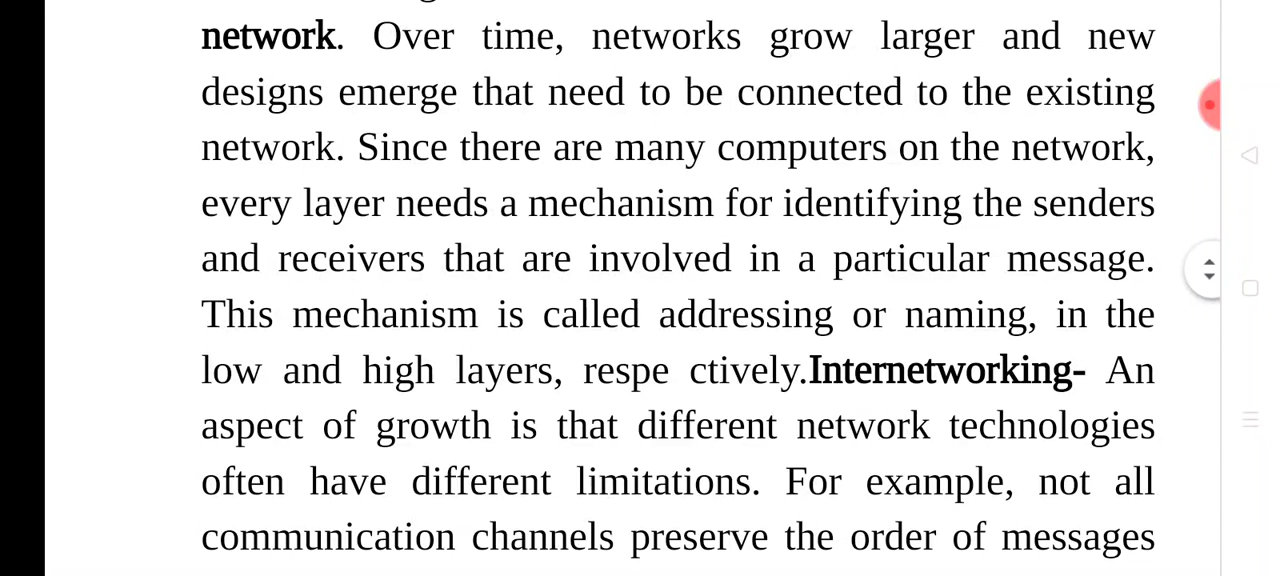 network. Over time, networks grow larger and new
designs emerge that need to be connected to the existing
network. Since there are many computers on the network,
every layer needs a mechanism for identifying the senders
and receivers that are involved in a particular message.
This mechanism is called addressing or naming, in the
low and high layers, respe ctively.Internetworking- An
aspect of growth is that different network technologies
often have different limitations. For example, not all
communication channels preserve the order of messages